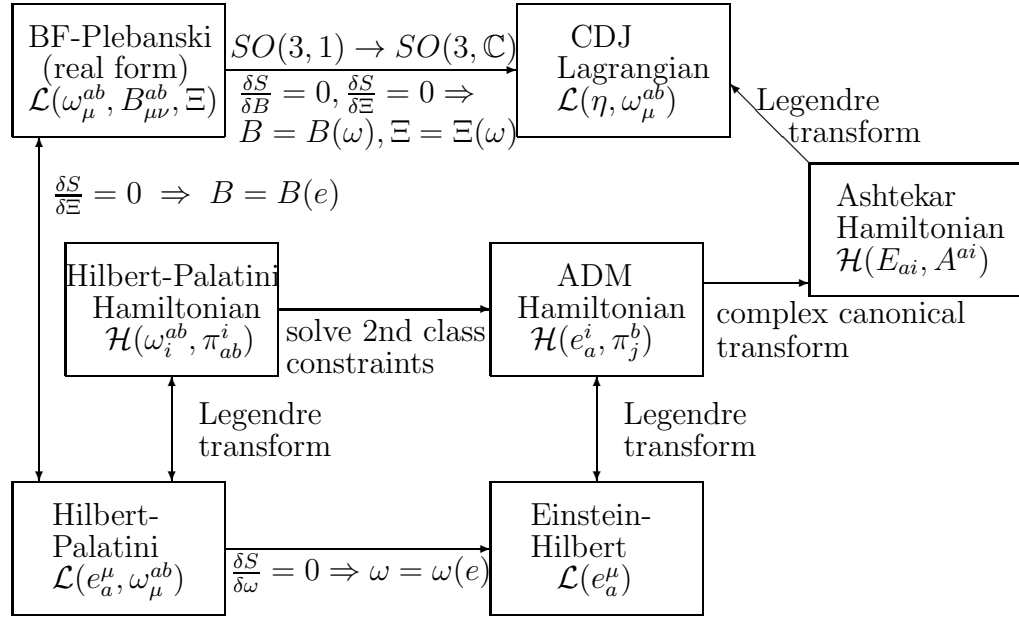 BF-Plebanski
(real form)
$\mathcal{L}(\omega_\mu^{ab}, B_{\mu\nu}^{ab}, \Xi)$
$SO(3,1) \to SO(3,\mathbb{C})$
$\frac{\delta S}{\delta B} = 0, \frac{\delta S}{\delta \Xi} = 0 \Rightarrow$
$B = B(\omega), \Xi = \Xi(\omega)$
CDJ
Lagrangian
$\mathcal{L}(\eta, \omega_\mu^{ab})$
Legendre
transform
$\frac{\delta S}{\delta \Xi} = 0 \Rightarrow B = B(e)$
Ashtekar
Hamiltonian
$\mathcal{H}(E_{ai}, A^{ai})$
Hilbert-Palatini
Hamiltonian
$\mathcal{H}(\omega_i^{ab}, \pi_{ab}^i)$
solve 2nd class
constraints
ADM
Hamiltonian
$\mathcal{H}(e_a^i, \pi_j^b)$
complex canonical
transform
Legendre
transform
Legendre
transform
Hilbert-
Palatini
$\mathcal{L}(e_a^\mu, \omega_\mu^{ab})$
$\frac{\delta S}{\delta \omega} = 0 \Rightarrow \omega = \omega(e)$
Einstein-
Hilbert
$\mathcal{L}(e_a^\mu)$